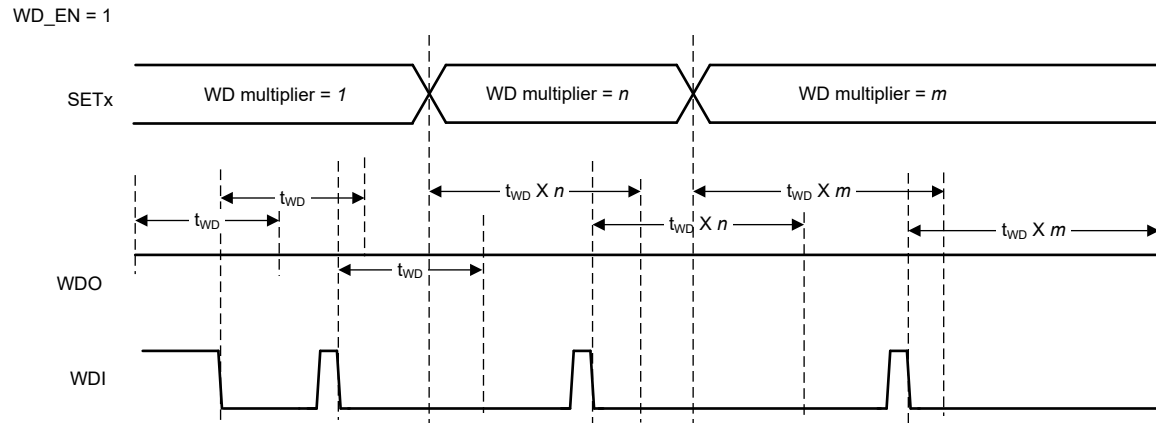 WD_EN = 1
SETx
WD multiplier = 1
WD multiplier = n
WD multiplier = m
tWD
tWD
tWD X n
tWD X m
tWD X n
tWD X m
WDO
tWD
WDI